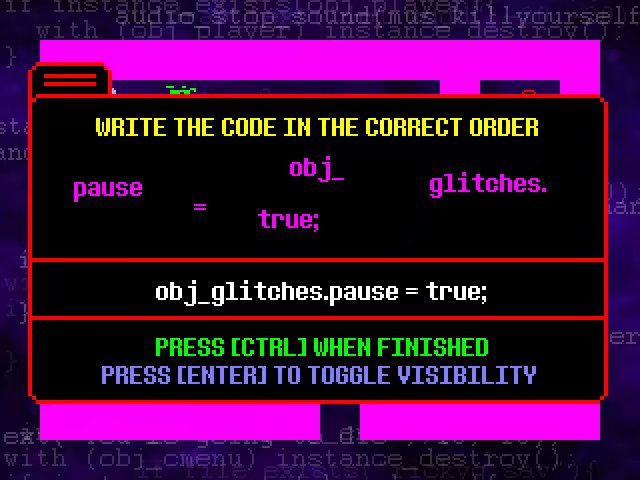 if instance_exists(obj_player)
audio_stop_sound(mus_killyourself
with (obj_player) instance_destroy();
}
WRITE THE CODE IN THE CORRECT ORDER
obj_
pause
glitches.
=
true;
obj_glitches.pause = true;
PRESS [CTRL] WHEN FINISHED
PRESS [ENTER] TO TOGGLE VISIBILITY
with (obj_cmenu) instance_destroy();